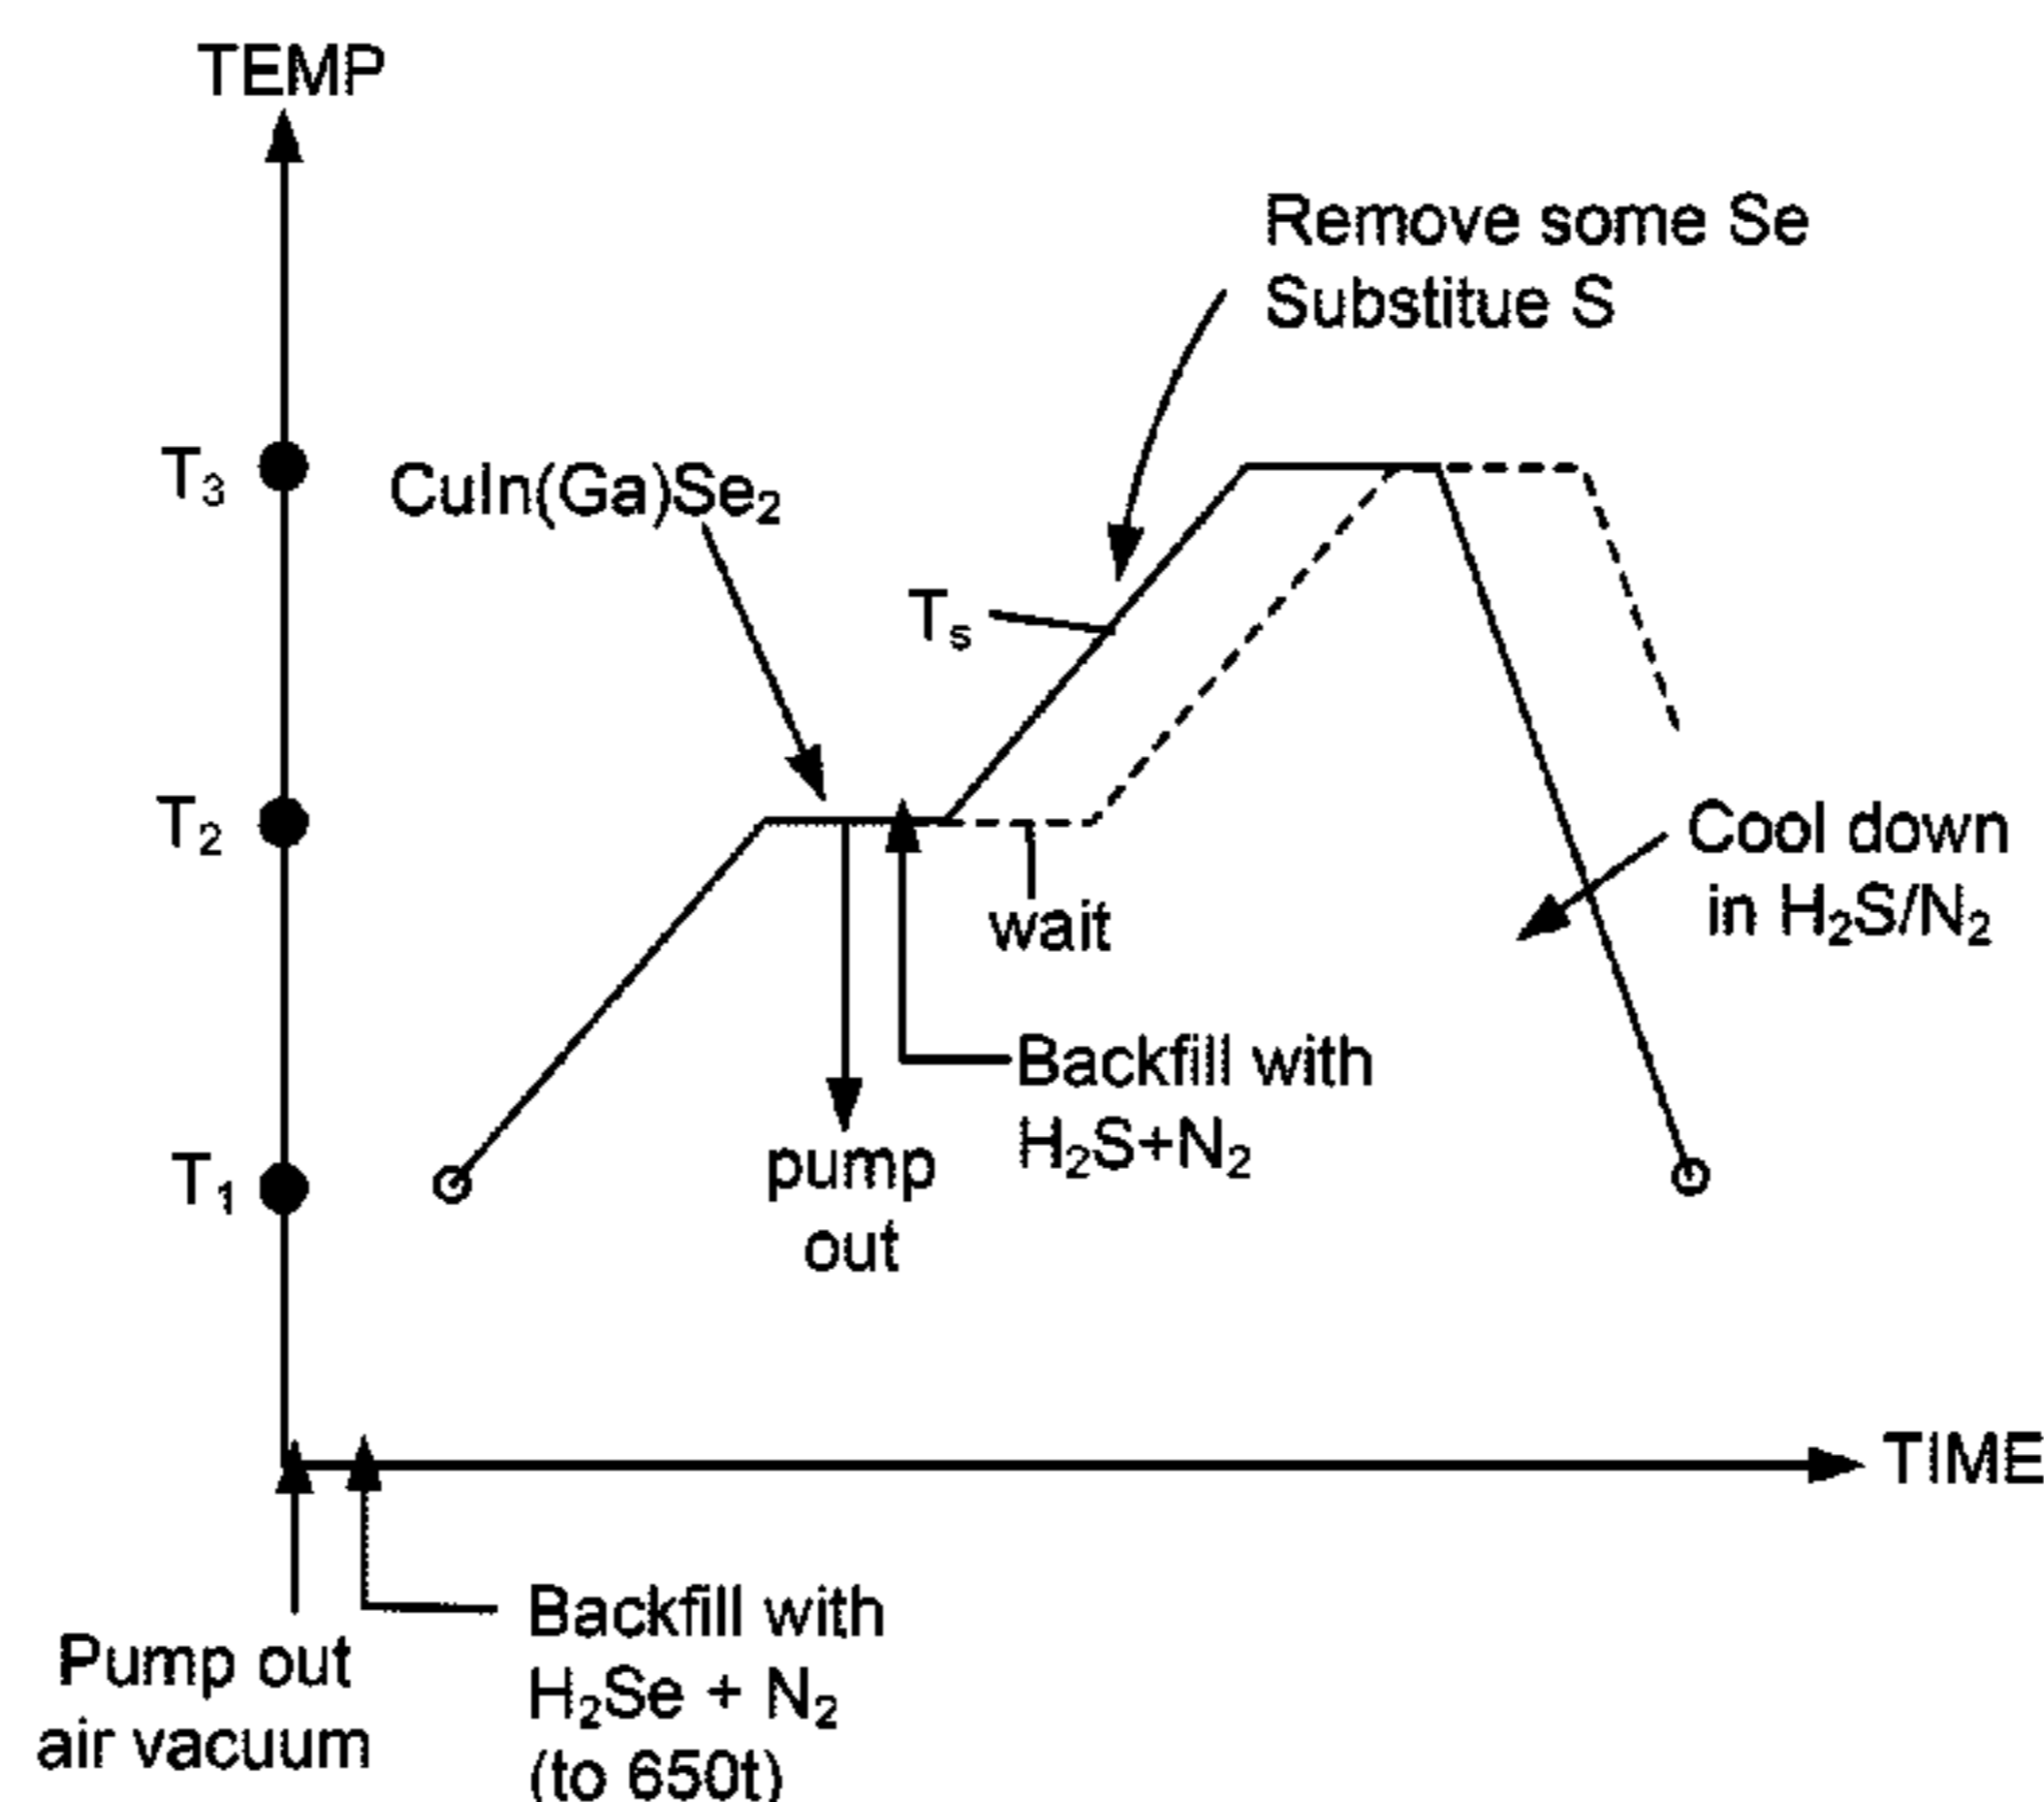 TEMP
Remove some Se
Substitue S
T₃
CuIn(Ga)Se₂
Tₛ
T₂
Cool down
in H₂S/N₂
wait
Backfill with
H₂S+N₂
pump
out
T₁
TIME
Backfill with
H₂Se + N₂
(to 650t)
Pump out
air vacuum